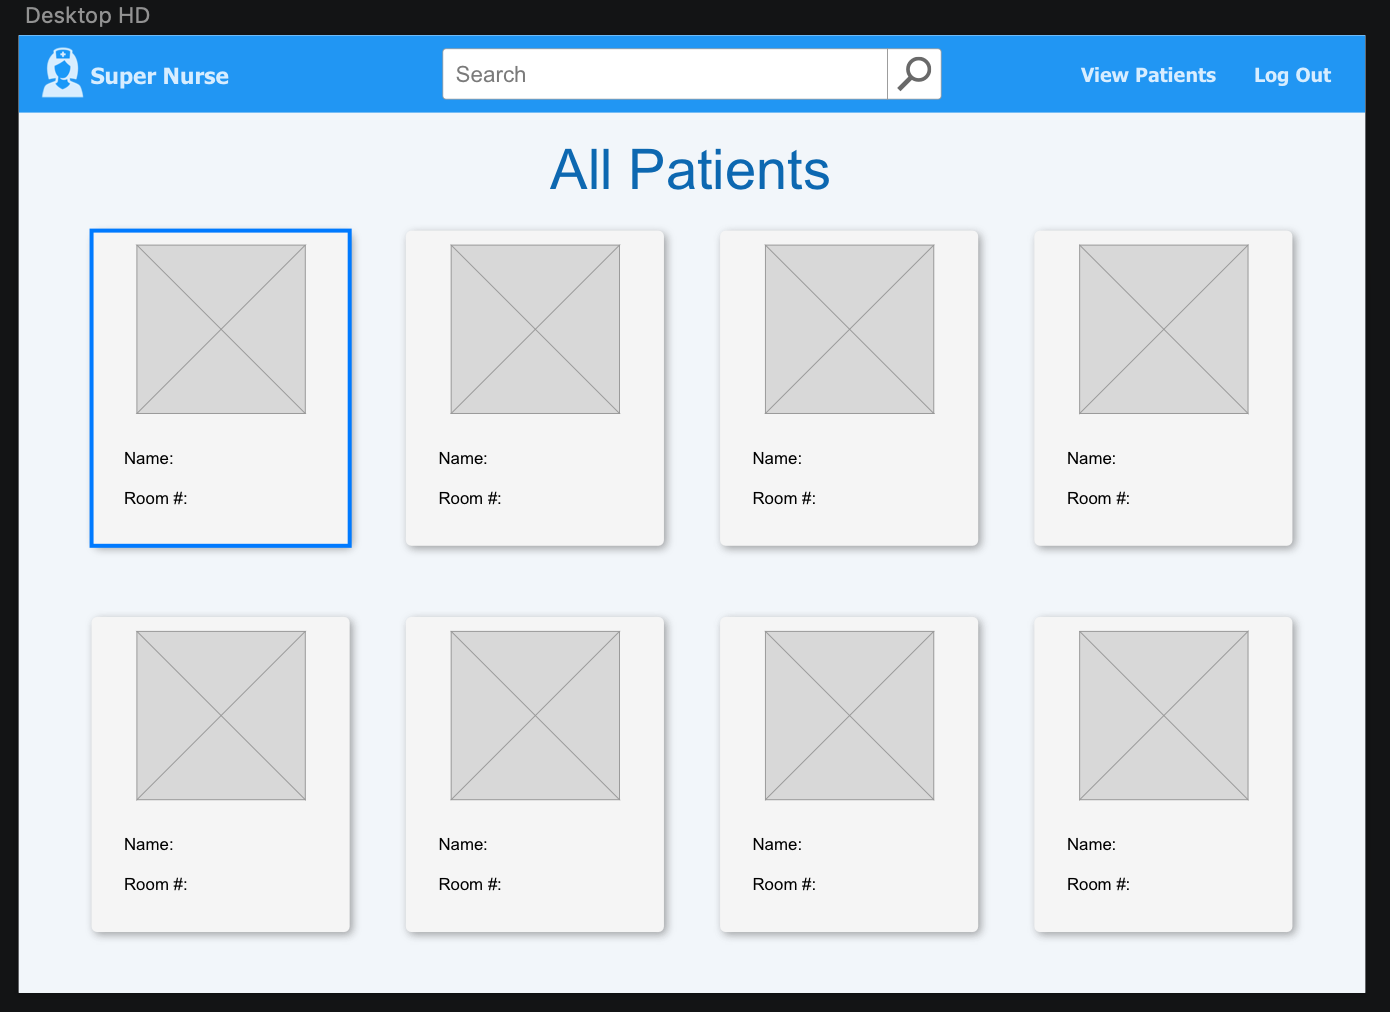 Desktop HD
Super Nurse
Search
View Patients
Log Out
All Patients
Name:
Room #:
Name:
Room #:
Name:
Room #:
Name:
Room #:
Name:
Room #:
Name:
Room #:
Name:
Room #:
Name:
Room #: